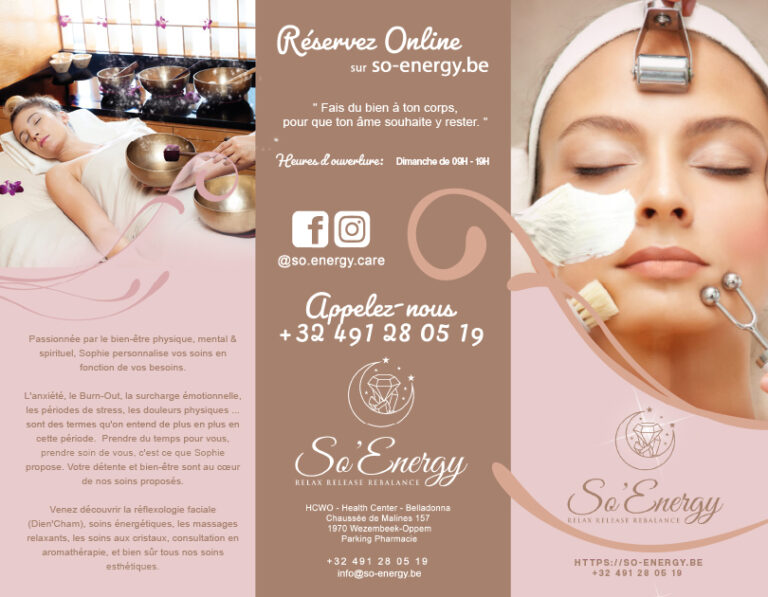 Passionnée par le bien-être physique, mental &
spirituel, Sophie personnalise vos soins en
fonction de vos besoins.
L'anxiété, le Burn-Out, la surcharge émotionnelle,
les périodes de stress, les douleurs physiques ...
sont des termes qu'on entend de plus en plus en
cette période.  Prendre du temps pour vous,
prendre soin de vous, c'est ce que Sophie
propose. Votre détente et bien-être sont au cœur
de nos soins proposés.
Venez découvrir la réflexologie faciale
(Dien'Cham), soins énergétiques, les massages
relaxants, les soins aux cristaux, consultation en
aromathérapie, et bien sûr tous nos soins
esthétiques.
Réservez Online
sur so-energy.be
" Fais du bien à ton corps,
pour que ton âme souhaite y rester. "
Heures d'ouverture: Dimanche de 09H - 19H
@so.energy.care
Appelez-nous
+32 491 28 05 19
So'Energy
RELAX RELEASE REBALANCE
HCWO - Health Center - Belladonna
Chaussée de Malines 157
1970 Wezembeek-Oppem
Parking Pharmacie
+32 491 28 05 19
info@so-energy.be
So'Energy
RELAX RELEASE REBALANCE
HTTPS://SO-ENERGY.BE
+32 491 28 05 19